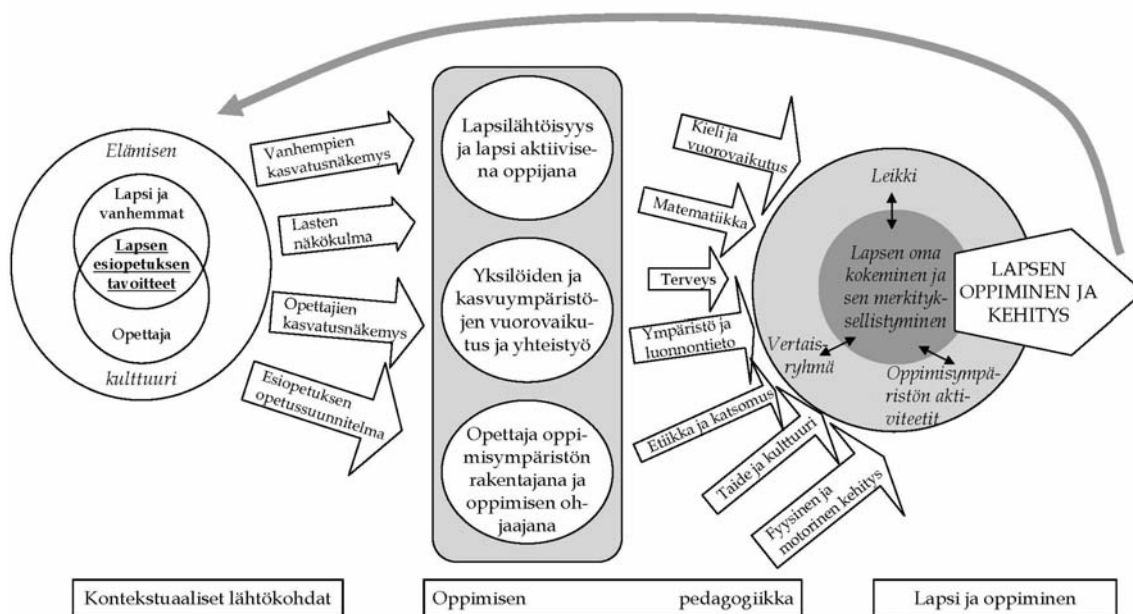 Elämisen
Lapsi ja
vanhemmat
Lapsen
esiopetuksen
tavoitteet
Opettaja
kulttuuri
Vanhempien
kasvatusnäkemys
Lasten
näkökulma
Opettajien
kasvatusnäkemys
Esiopetuksen
opetussuunnitelma
Lapsilähtöisyys
ja lapsi aktiivise-
na oppijana
Yksilöiden ja
kasvuympäristö-
jen vuorovaiku-
tus ja yhteistyö
Opettaja oppi-
misympäristön
rakentajana ja
oppimisen oh-
jaajana
Kieli ja
vuorovaikutus
Matematiikka
Terveys
Ympäristö ja
luonnontieto
Etiikka ja katsomus
Taide ja kulttuuri
Fyysinen ja
motorinen kehitys
Leikki
Lapsen oma
kokeminen ja
sen merkityk-
sellistyminen
Vertais-
ryhmä
Oppimisympä-
ristön akti-
viteetit
LAPSEN
OPPIMINEN JA
KEHITYS
Kontekstuaaliset lähtökohdat
Oppimisen pedagogiikka
Lapsi ja oppiminen